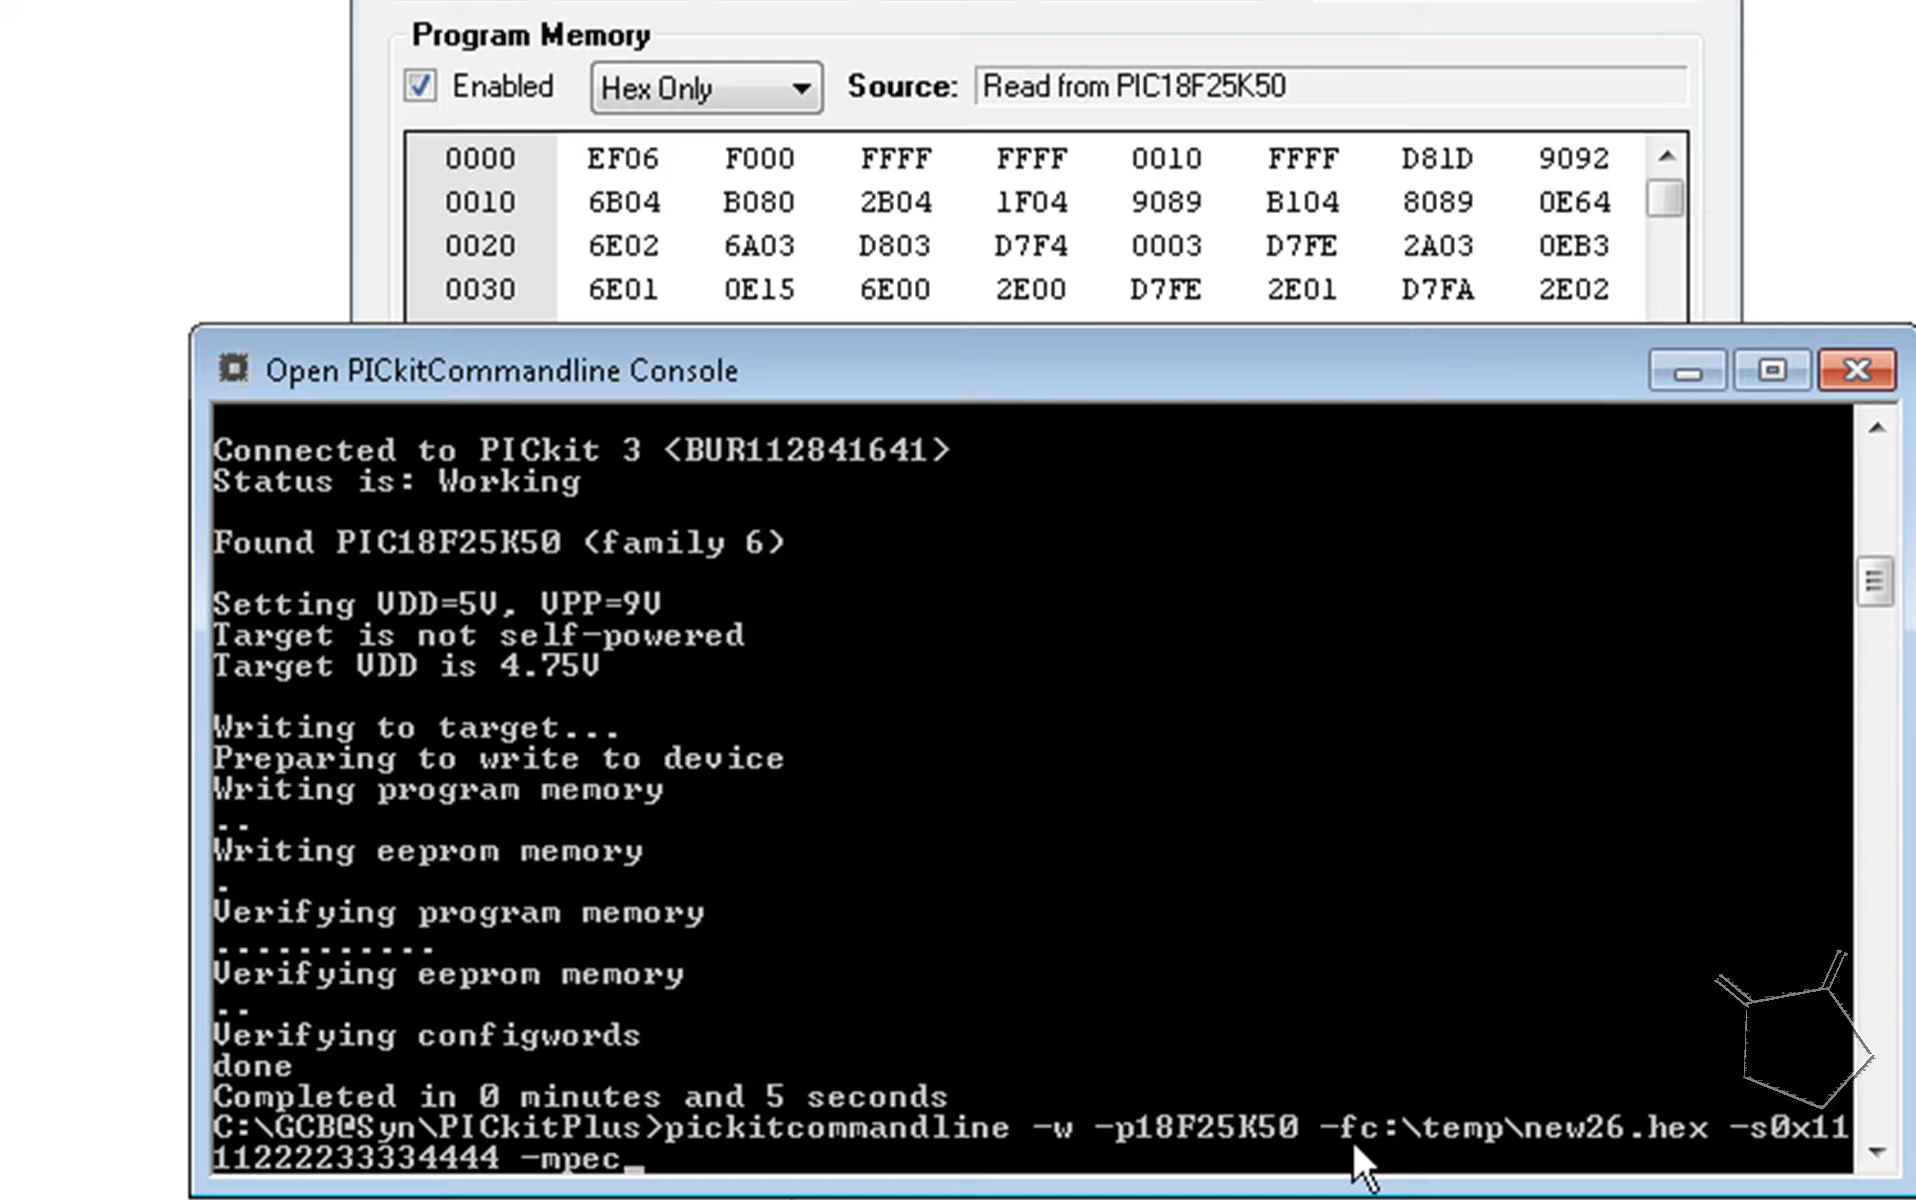 Program Memory
Enabled Hex Only Source: Read from PIC18F25K50
0000 EF06 F000 FFFF FFFF 0010 FFFF D81D 9092
0010 6B04 B080 2B04 1F04 9089 B104 8089 0E64
0020 6E02 6A03 D803 D7F4 0003 D7FE 2A03 0EB3
0030 6E01 0E15 6E00 2E00 D7FE 2E01 D7FA 2E02
Open PICkitCommandline Console
Connected to PICkit 3 <BUR112841641>
Status is: Working
Found PIC18F25K50 <family 6>
Setting VDD=5V, VPP=9V
Target is not self-powered
Target VDD is 4.75V
Writing to target...
Preparing to write to device
Writing program memory
..
Writing eeprom memory
.
Verifying program memory
...........
Verifying eeprom memory
..
Verifying configwords
done
Completed in 0 minutes and 5 seconds
C:\GCB@Syn\PICkitPlus>pickitcommandline -w -p18F25K50 -fc:\temp\new26.hex -s0x11
11222233334444 -mpec_